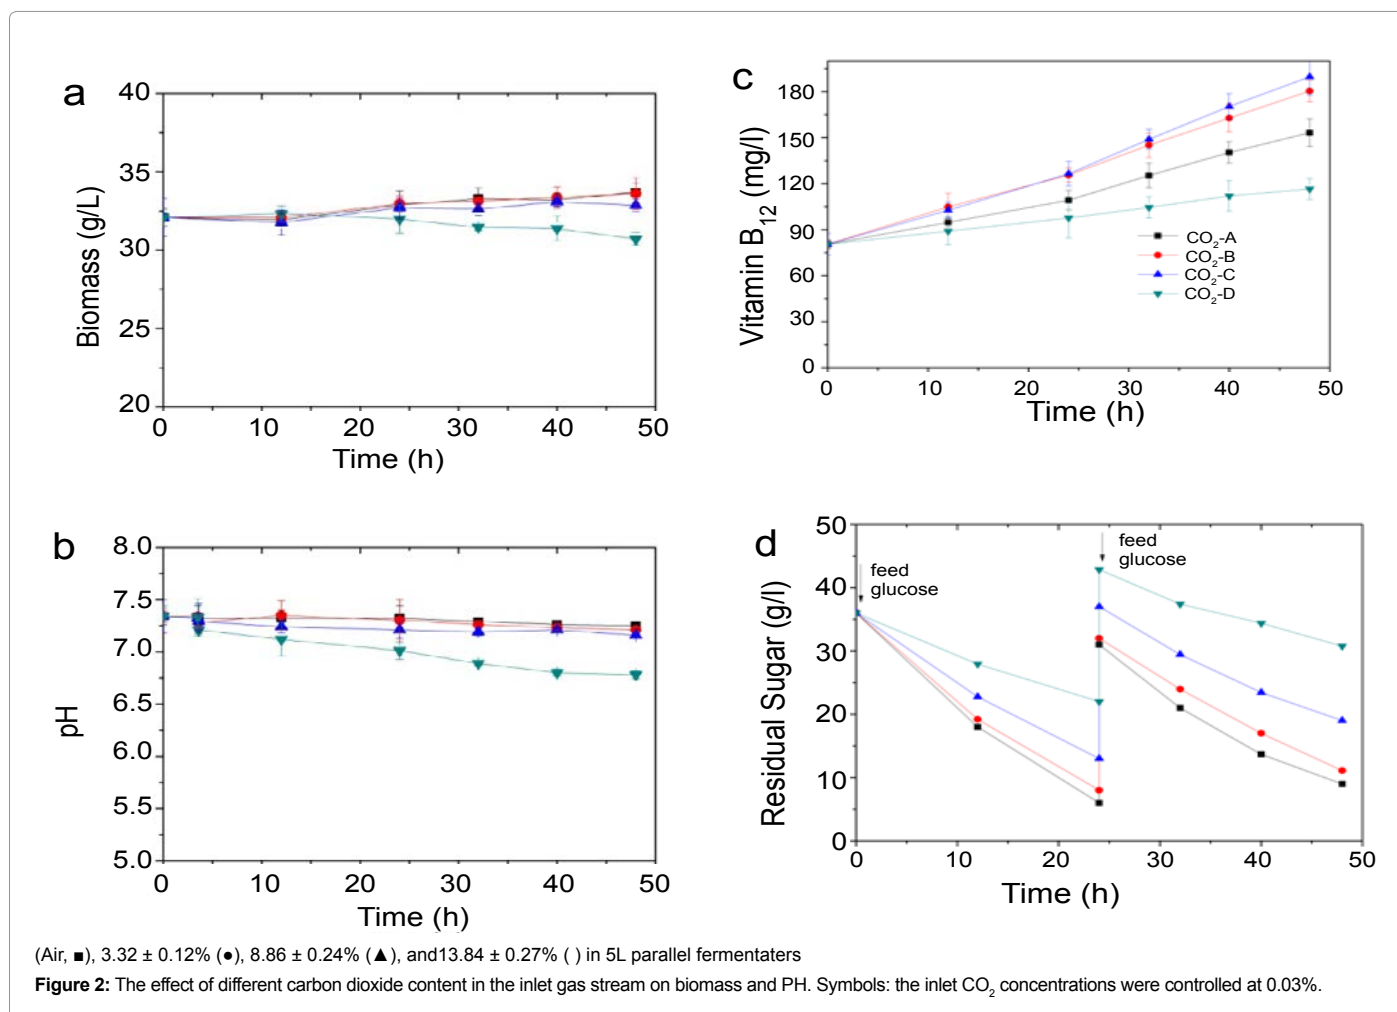 a
40
35
30
25
20
Biomass (g/L)
0 10 20 30 40 50
Time (h)
c
180
150
120
90
60
30
0
Vitamin B12 (mg/l)
CO2-A
CO2-B
CO2-C
CO2-D
0 10 20 30 40 50
Time (h)
b
8.0
7.5
7.0
6.5
6.0
5.5
5.0
pH
0 10 20 30 40 50
Time (h)
d
50
40
30
20
10
0
Residual Sugar (g/l)
feed
glucose
feed
glucose
0 10 20 30 40 50
Time (h)
(Air, ■), 3.32 ± 0.12% (●), 8.86 ± 0.24% (▲), and13.84 ± 0.27% ( ) in 5L parallel fermentaters
Figure 2: The effect of different carbon dioxide content in the inlet gas stream on biomass and PH. Symbols: the inlet CO2 concentrations were controlled at 0.03%.